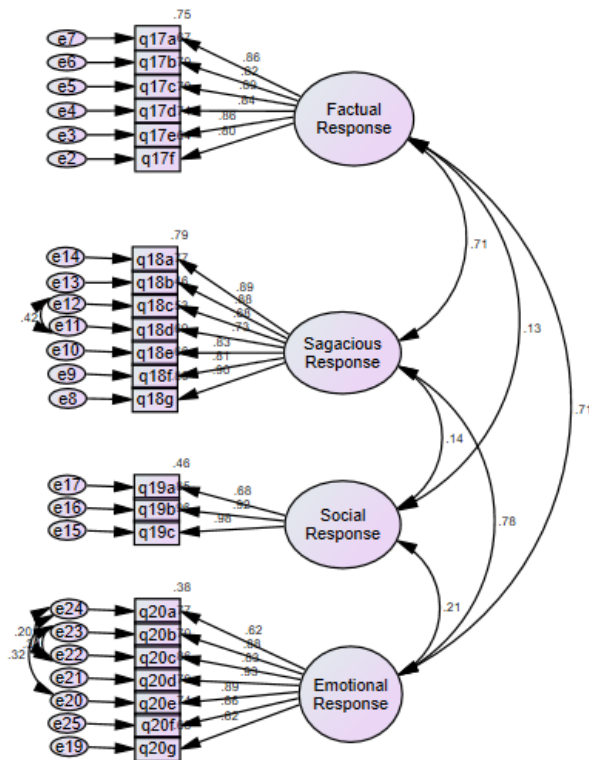 .75
e7 q17a
.86
e6 q17b
e5 q17c
e4 q17d
.84
e3 q17e
.86
e2 q17f
.80
Factual
Response
.71
.13
.71
.79
e14 q18a
e13 q18b
.89
e12 q18c
.88
.42
e11 q18d
.73
e10 q18e
.83
e9 q18f
.81
e8 q18g
.90
Sagacious
Response
.14
.78
.46
e17 q19a
.68
e16 q19b
.92
e15 q19c
.98
Social
Response
.21
.38
e24 q20a
.62
.20
e23 q20b
.88
.32
e22 q20c
e21 q20d
.93
e20 q20e
.89
e25 q20f
e19 q20g
.62
Emotional
Response